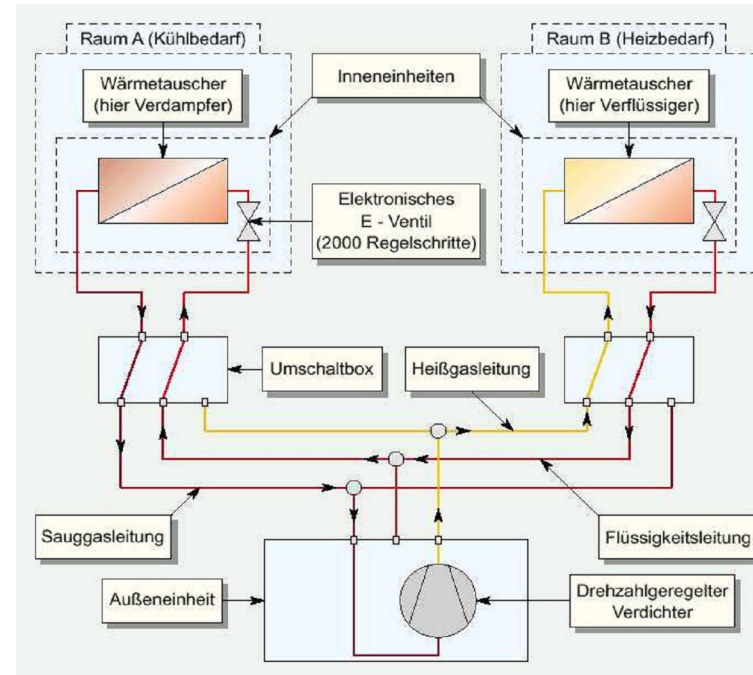 Raum A (Kühlbedarf)
Raum B (Heizbedarf)
Wärmetauscher
(hier Verdampfer)
Inneneinheiten
Wärmetauscher
(hier Verflüssiger)
Elektronisches
E - Ventil
(2000 Regelschritte)
Umschaltbox
Heißgasleitung
Sauggasleitung
Flüssigkeitsleitung
Außeneinheit
Drehzahlgeregelter
Verdichter